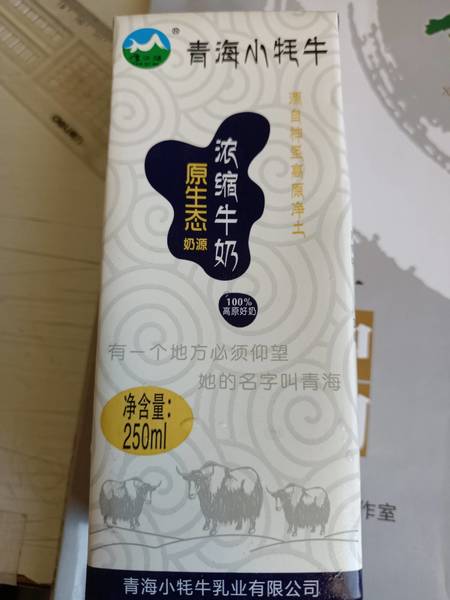 ®
青海小牦牛
源自神圣高原净土
浓缩牛奶
原生态
奶源
100%
高原好奶
有一个地方必须仰望
她的名字叫青海
净含量：
250ml
青海小牦牛乳业有限公司
作室
deli